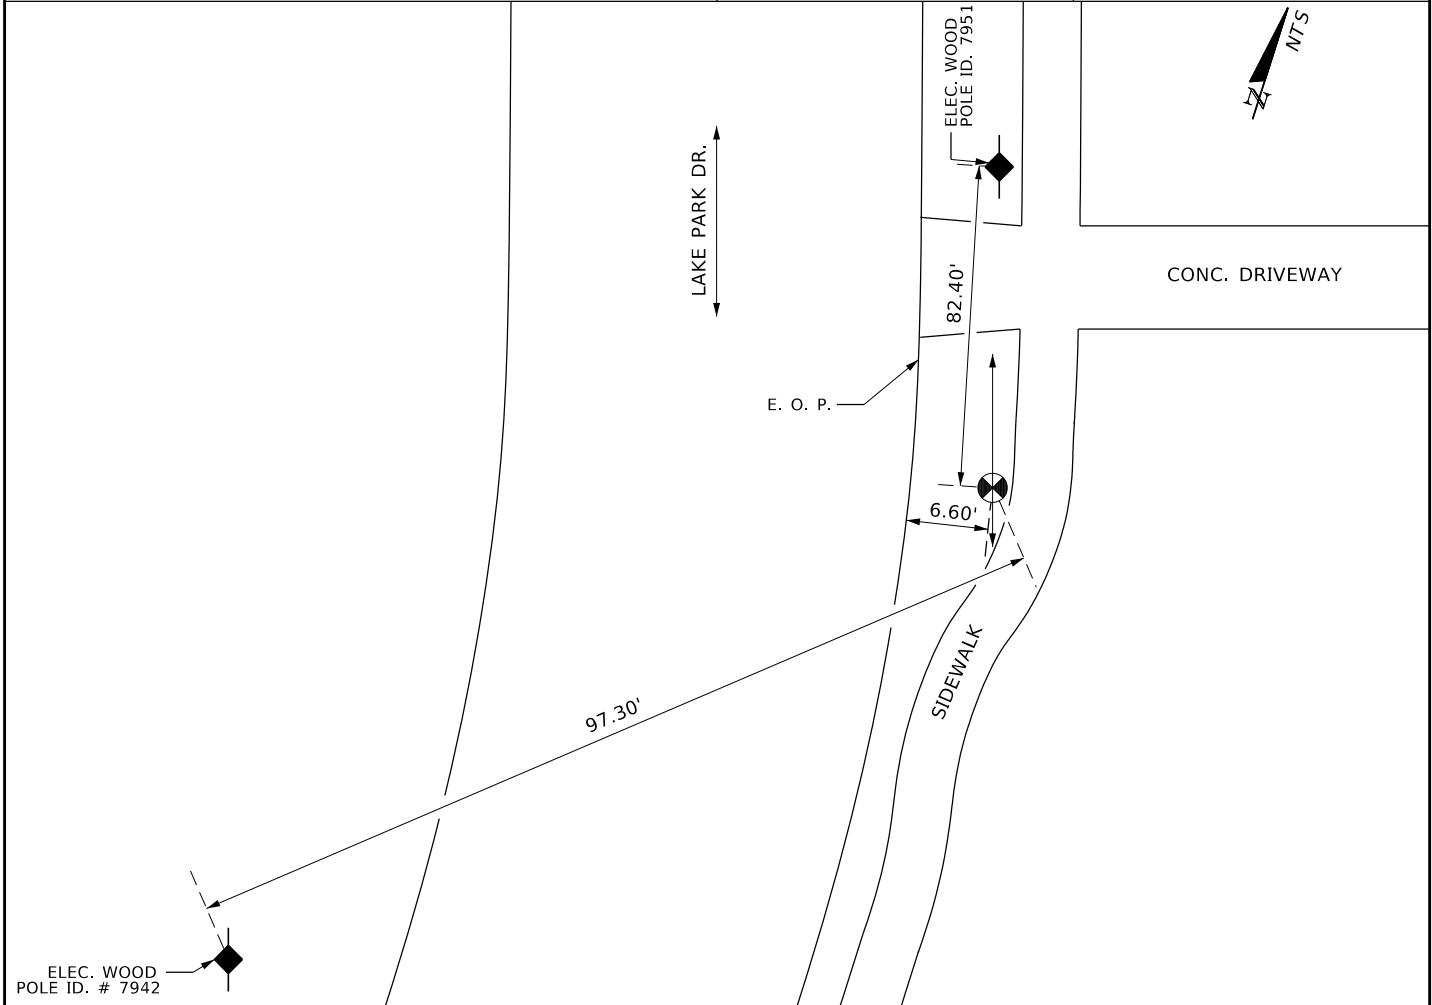 ELEC. WOOD
POLE ID. 7951
NTS
N
LAKE PARK DR.
82.40'
CONC. DRIVEWAY
E. O. P.
6.60'
SIDEWALK
97.30'
ELEC. WOOD
POLE ID. # 7942